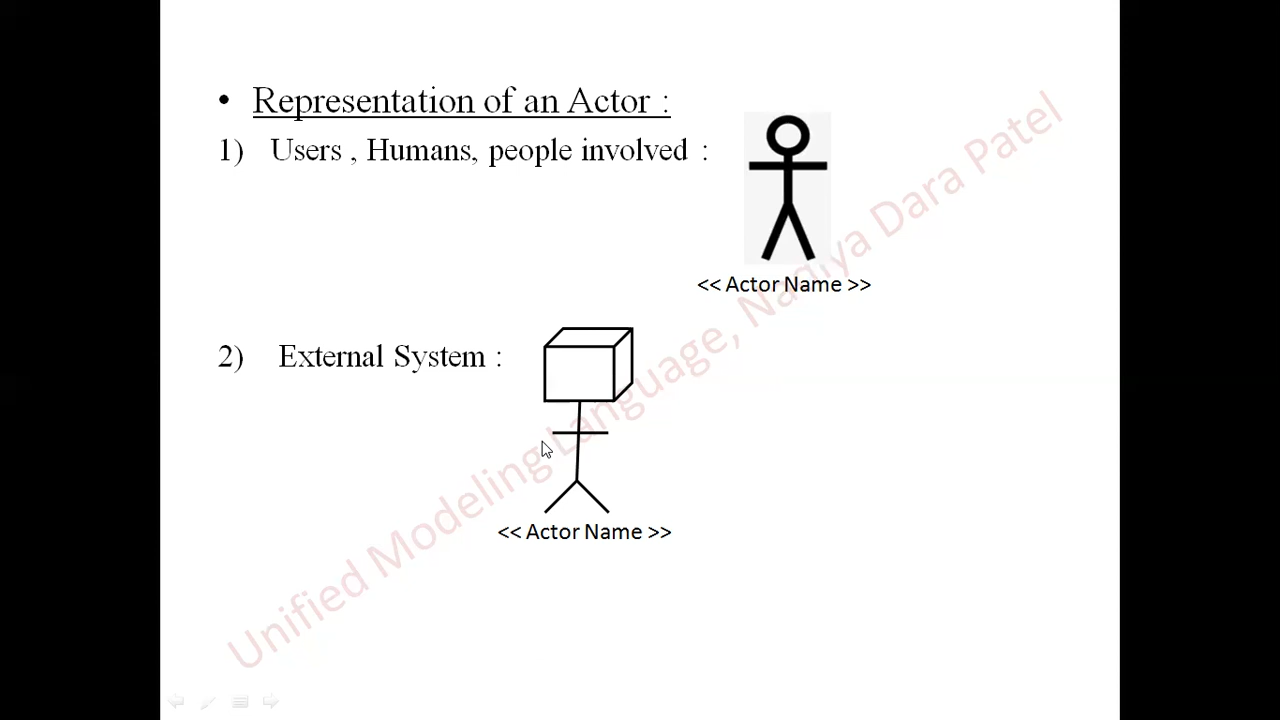 • Representation of an Actor :
1) Users , Humans, people involved :
<< Actor Name >>
2) External System :
<< Actor Name >>
Unified Modeling Language, Nadiya Dara Patel